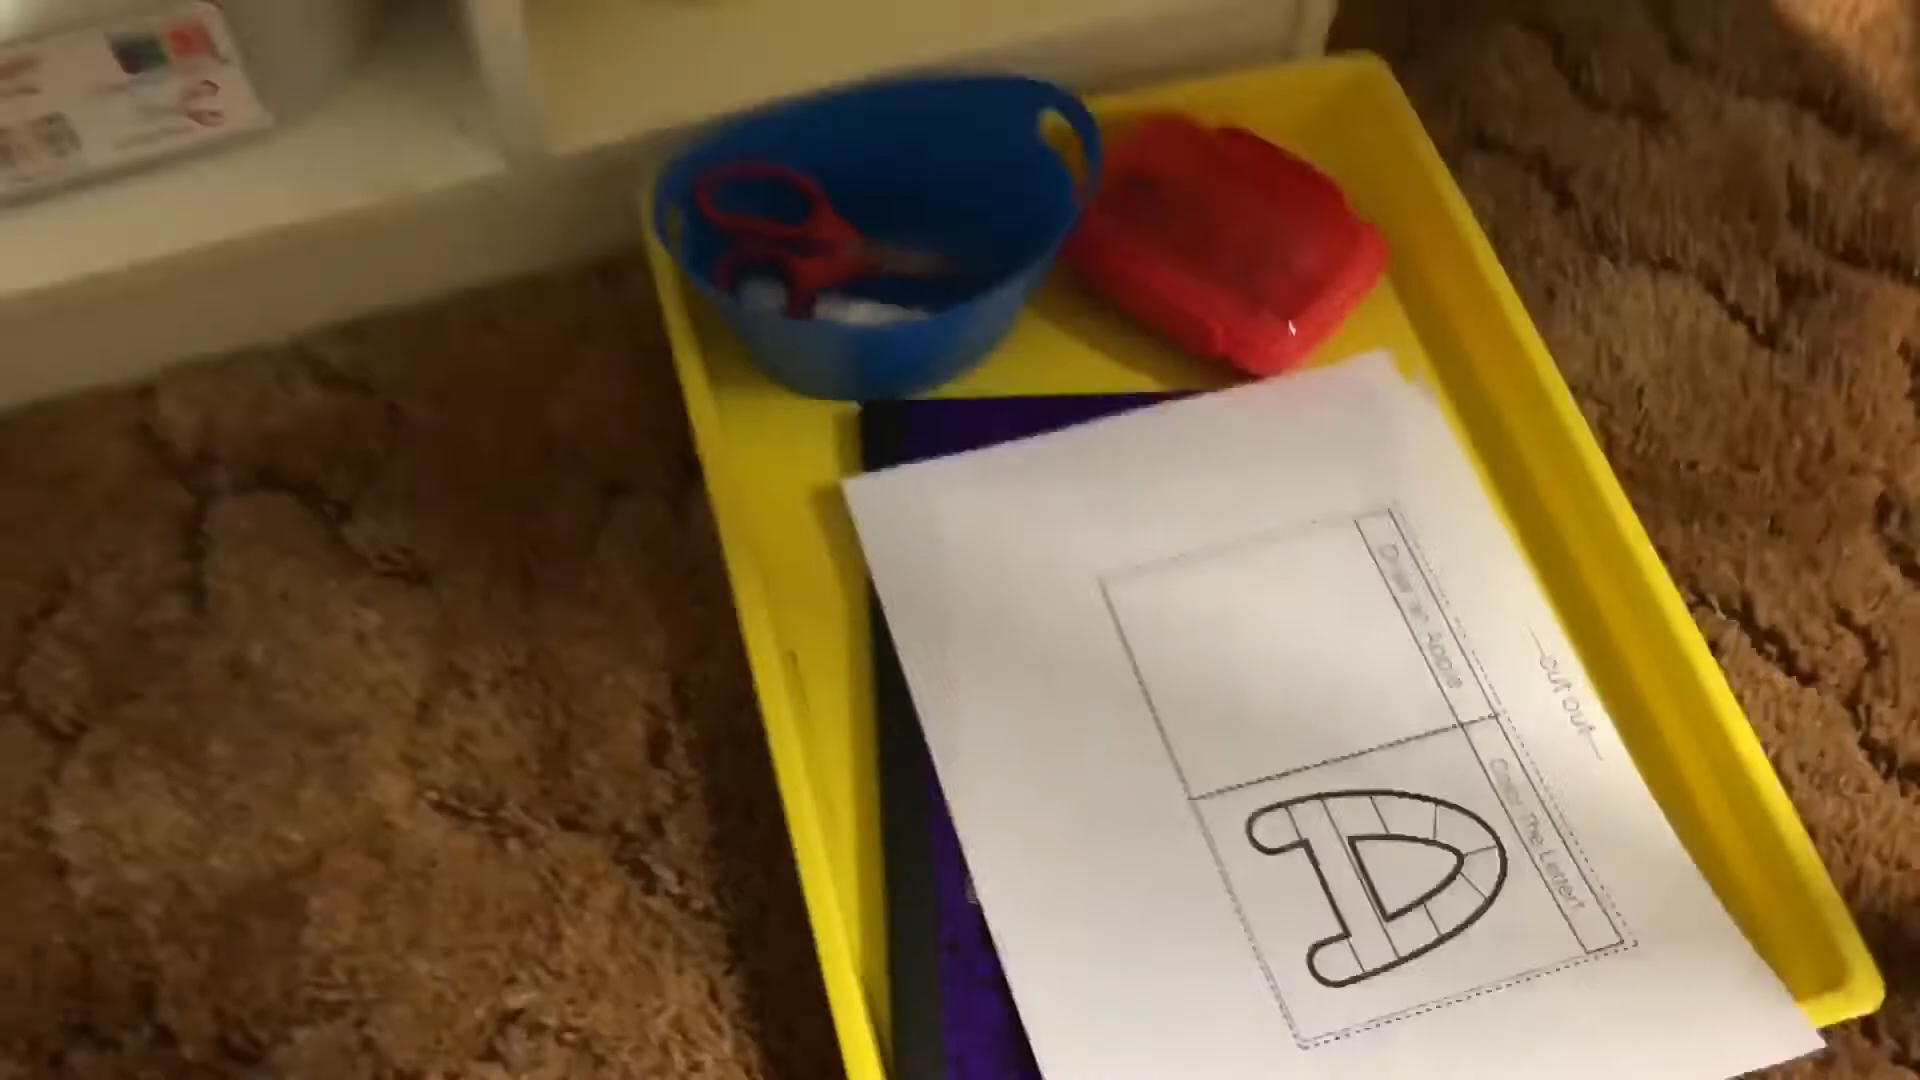 —Cut Out—
Draw an Apple
Color The Letter!
A